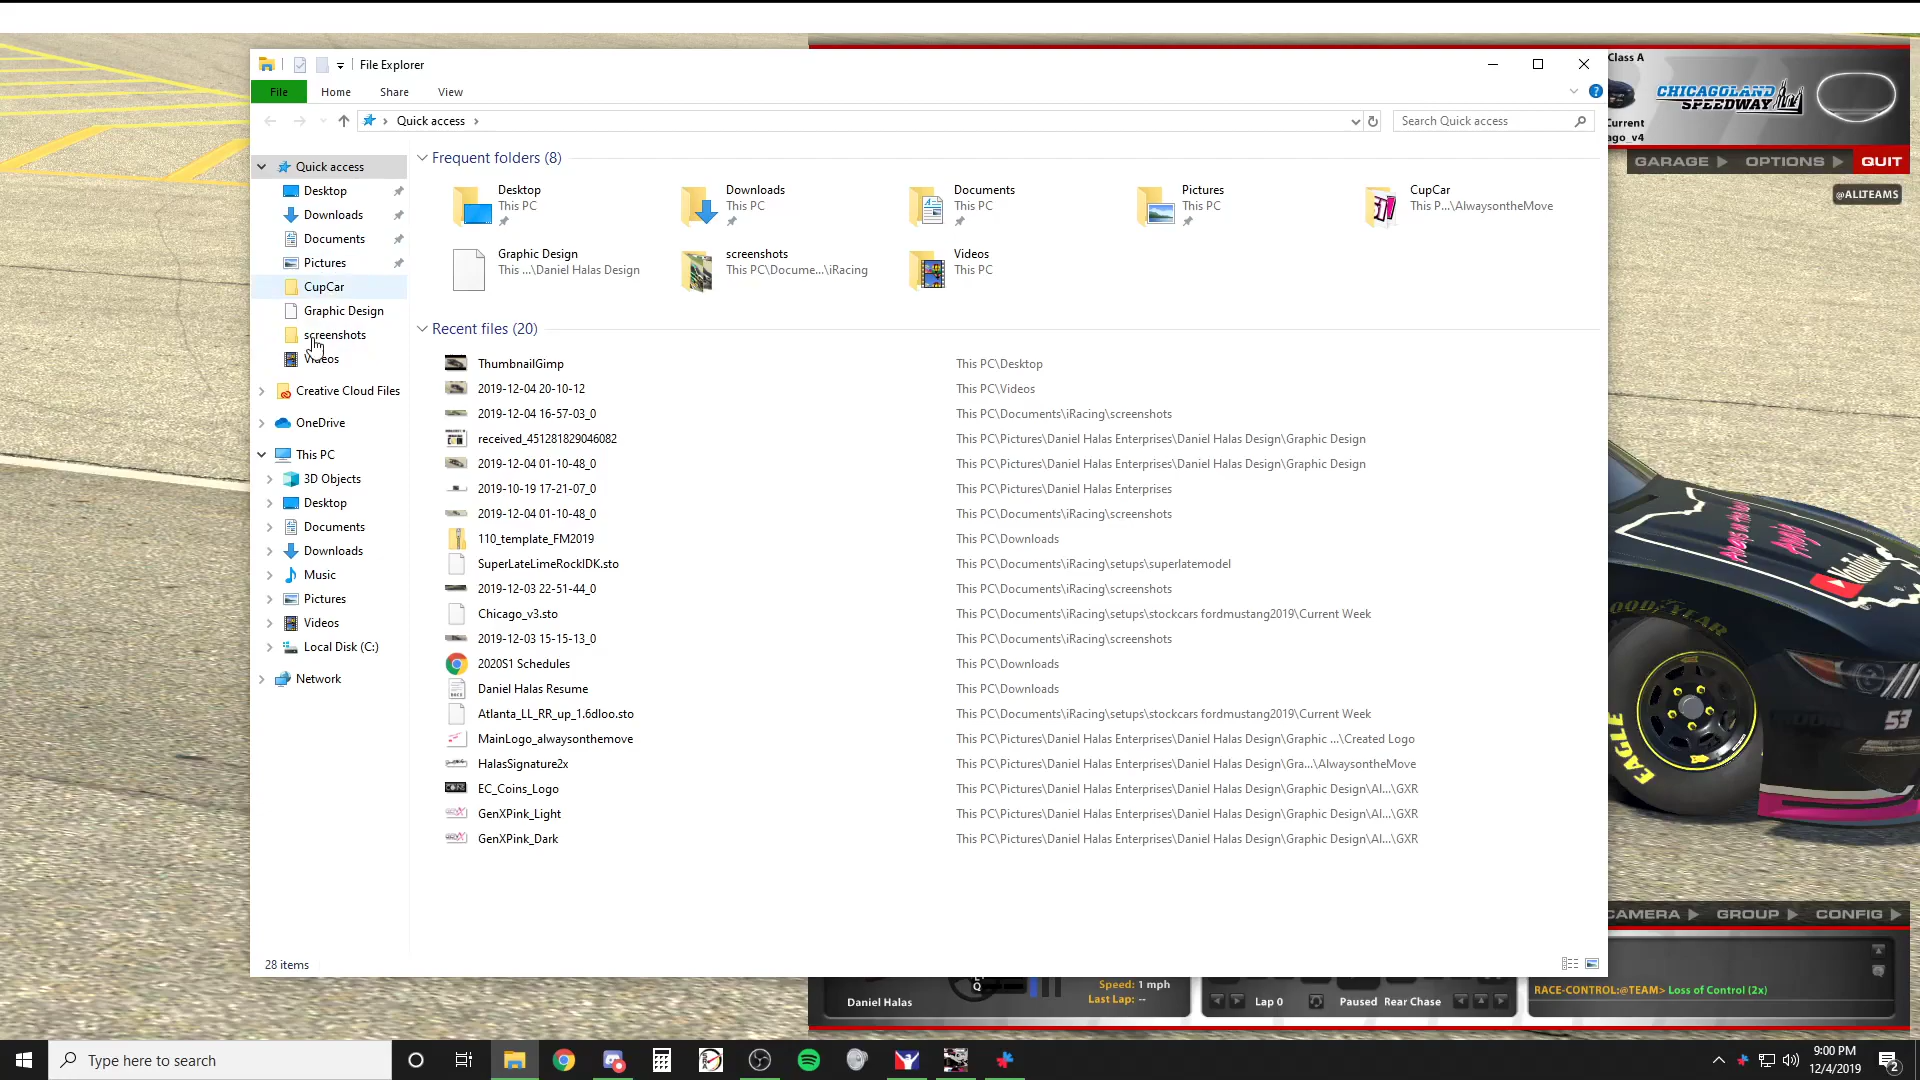 File Explorer
File Home Share View
Quick access
Search Quick access
Quick access
Desktop
Downloads
Documents
Pictures
CupCar
Graphic Design
screenshots
Videos
Creative Cloud Files
OneDrive
This PC
3D Objects
Desktop
Documents
Downloads
Music
Pictures
Videos
Local Disk (C:)
Network
Frequent folders (8)
Desktop
This PC
Downloads
This PC
Documents
This PC
Pictures
This PC
CupCar
This P...\AlwaysontheMove
Graphic Design
This ...\Daniel Halas Design
screenshots
This PC\Docume...\iRacing
Videos
This PC
Recent files (20)
ThumbnailGimp This PC\Desktop
2019-12-04 20-10-12 This PC\Videos
2019-12-04 16-57-03_0 This PC\Documents\iRacing\screenshots
received_451281829046082 This PC\Pictures\Daniel Halas Enterprises\Daniel Halas Design\Graphic Design
2019-12-04 01-10-48_0 This PC\Pictures\Daniel Halas Enterprises\Daniel Halas Design\Graphic Design
2019-10-19 17-21-07_0 This PC\Pictures\Daniel Halas Enterprises
2019-12-04 01-10-48_0 This PC\Documents\iRacing\screenshots
110_template_FM2019 This PC\Downloads
SuperLateLimeRockIDK.sto This PC\Documents\iRacing\setups\superlatemodel
2019-12-03 22-51-44_0 This PC\Documents\iRacing\screenshots
Chicago_v3.sto This PC\Documents\iRacing\setups\stockcars fordmustang2019\Current Week
2019-12-03 15-15-13_0 This PC\Documents\iRacing\screenshots
2020S1 Schedules This PC\Downloads
Daniel Halas Resume This PC\Downloads
Atlanta_LL_RR_up_1.6dloo.sto This PC\Documents\iRacing\setups\stockcars fordmustang2019\Current Week
MainLogo_alwaysonthemove This PC\Pictures\Daniel Halas Enterprises\Daniel Halas Design\Graphic ...\Created Logo
HalasSignature2x This PC\Pictures\Daniel Halas Enterprises\Daniel Halas Design\Gra...\AlwaysontheMove
EC_Coins_Logo This PC\Pictures\Daniel Halas Enterprises\Daniel Halas Design\Graphic Design\Al...\GXR
GenXPink_Light This PC\Pictures\Daniel Halas Enterprises\Daniel Halas Design\Graphic Design\Al...\GXR
GenXPink_Dark This PC\Pictures\Daniel Halas Enterprises\Daniel Halas Design\Graphic Design\Al...\GXR
28 items
Class A
CHICAGOLAND
SPEEDWAY
urrent
ago_v4
GARAGE OPTIONS QUIT
@ALLTEAMS
Always on the Move
Angie
YouTube
GOODYEAR
EAGLE
53
CAMERA GROUP CONFIG
Daniel Halas
Speed: 1 mph
Last Lap: --
Lap 0 Paused Rear Chase
RACE-CONTROL:@TEAM> Loss of Control (2x)
Type here to search
9:00 PM
12/4/2019
2